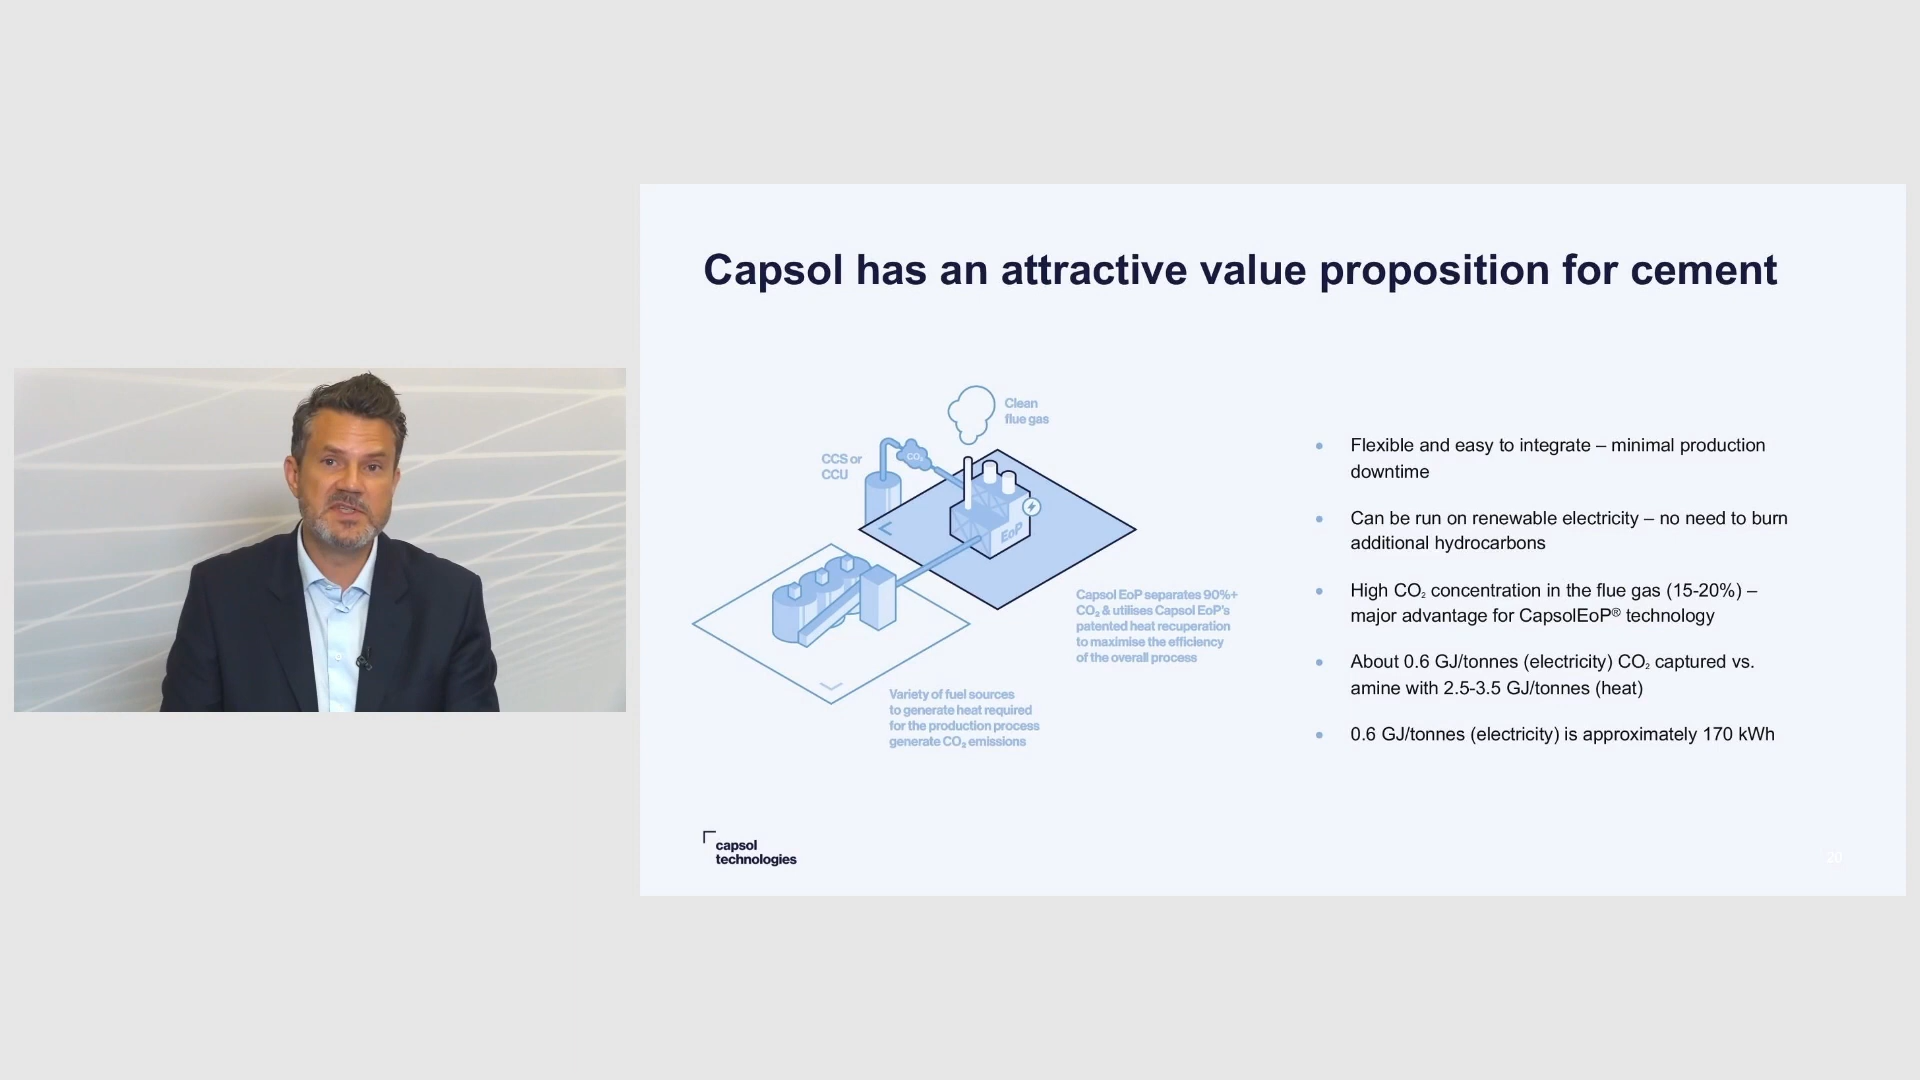 Capsol has an attractive value proposition for cement
Clean
flue gas
CCS or
CCU
CO₂
EoP
Capsol EoP separates 90%+
CO₂ & utilises Capsol EoP's
patented heat recuperation
to maximise the efficiency
of the overall process
Variety of fuel sources
to generate heat required
for the production process
generate CO₂ emissions
Flexible and easy to integrate – minimal production
downtime
Can be run on renewable electricity – no need to burn
additional hydrocarbons
High CO₂ concentration in the flue gas (15-20%) –
major advantage for CapsolEoP® technology
About 0.6 GJ/tonnes (electricity) CO₂ captured vs.
amine with 2.5-3.5 GJ/tonnes (heat)
0.6 GJ/tonnes (electricity) is approximately 170 kWh
capsol
technologies
20